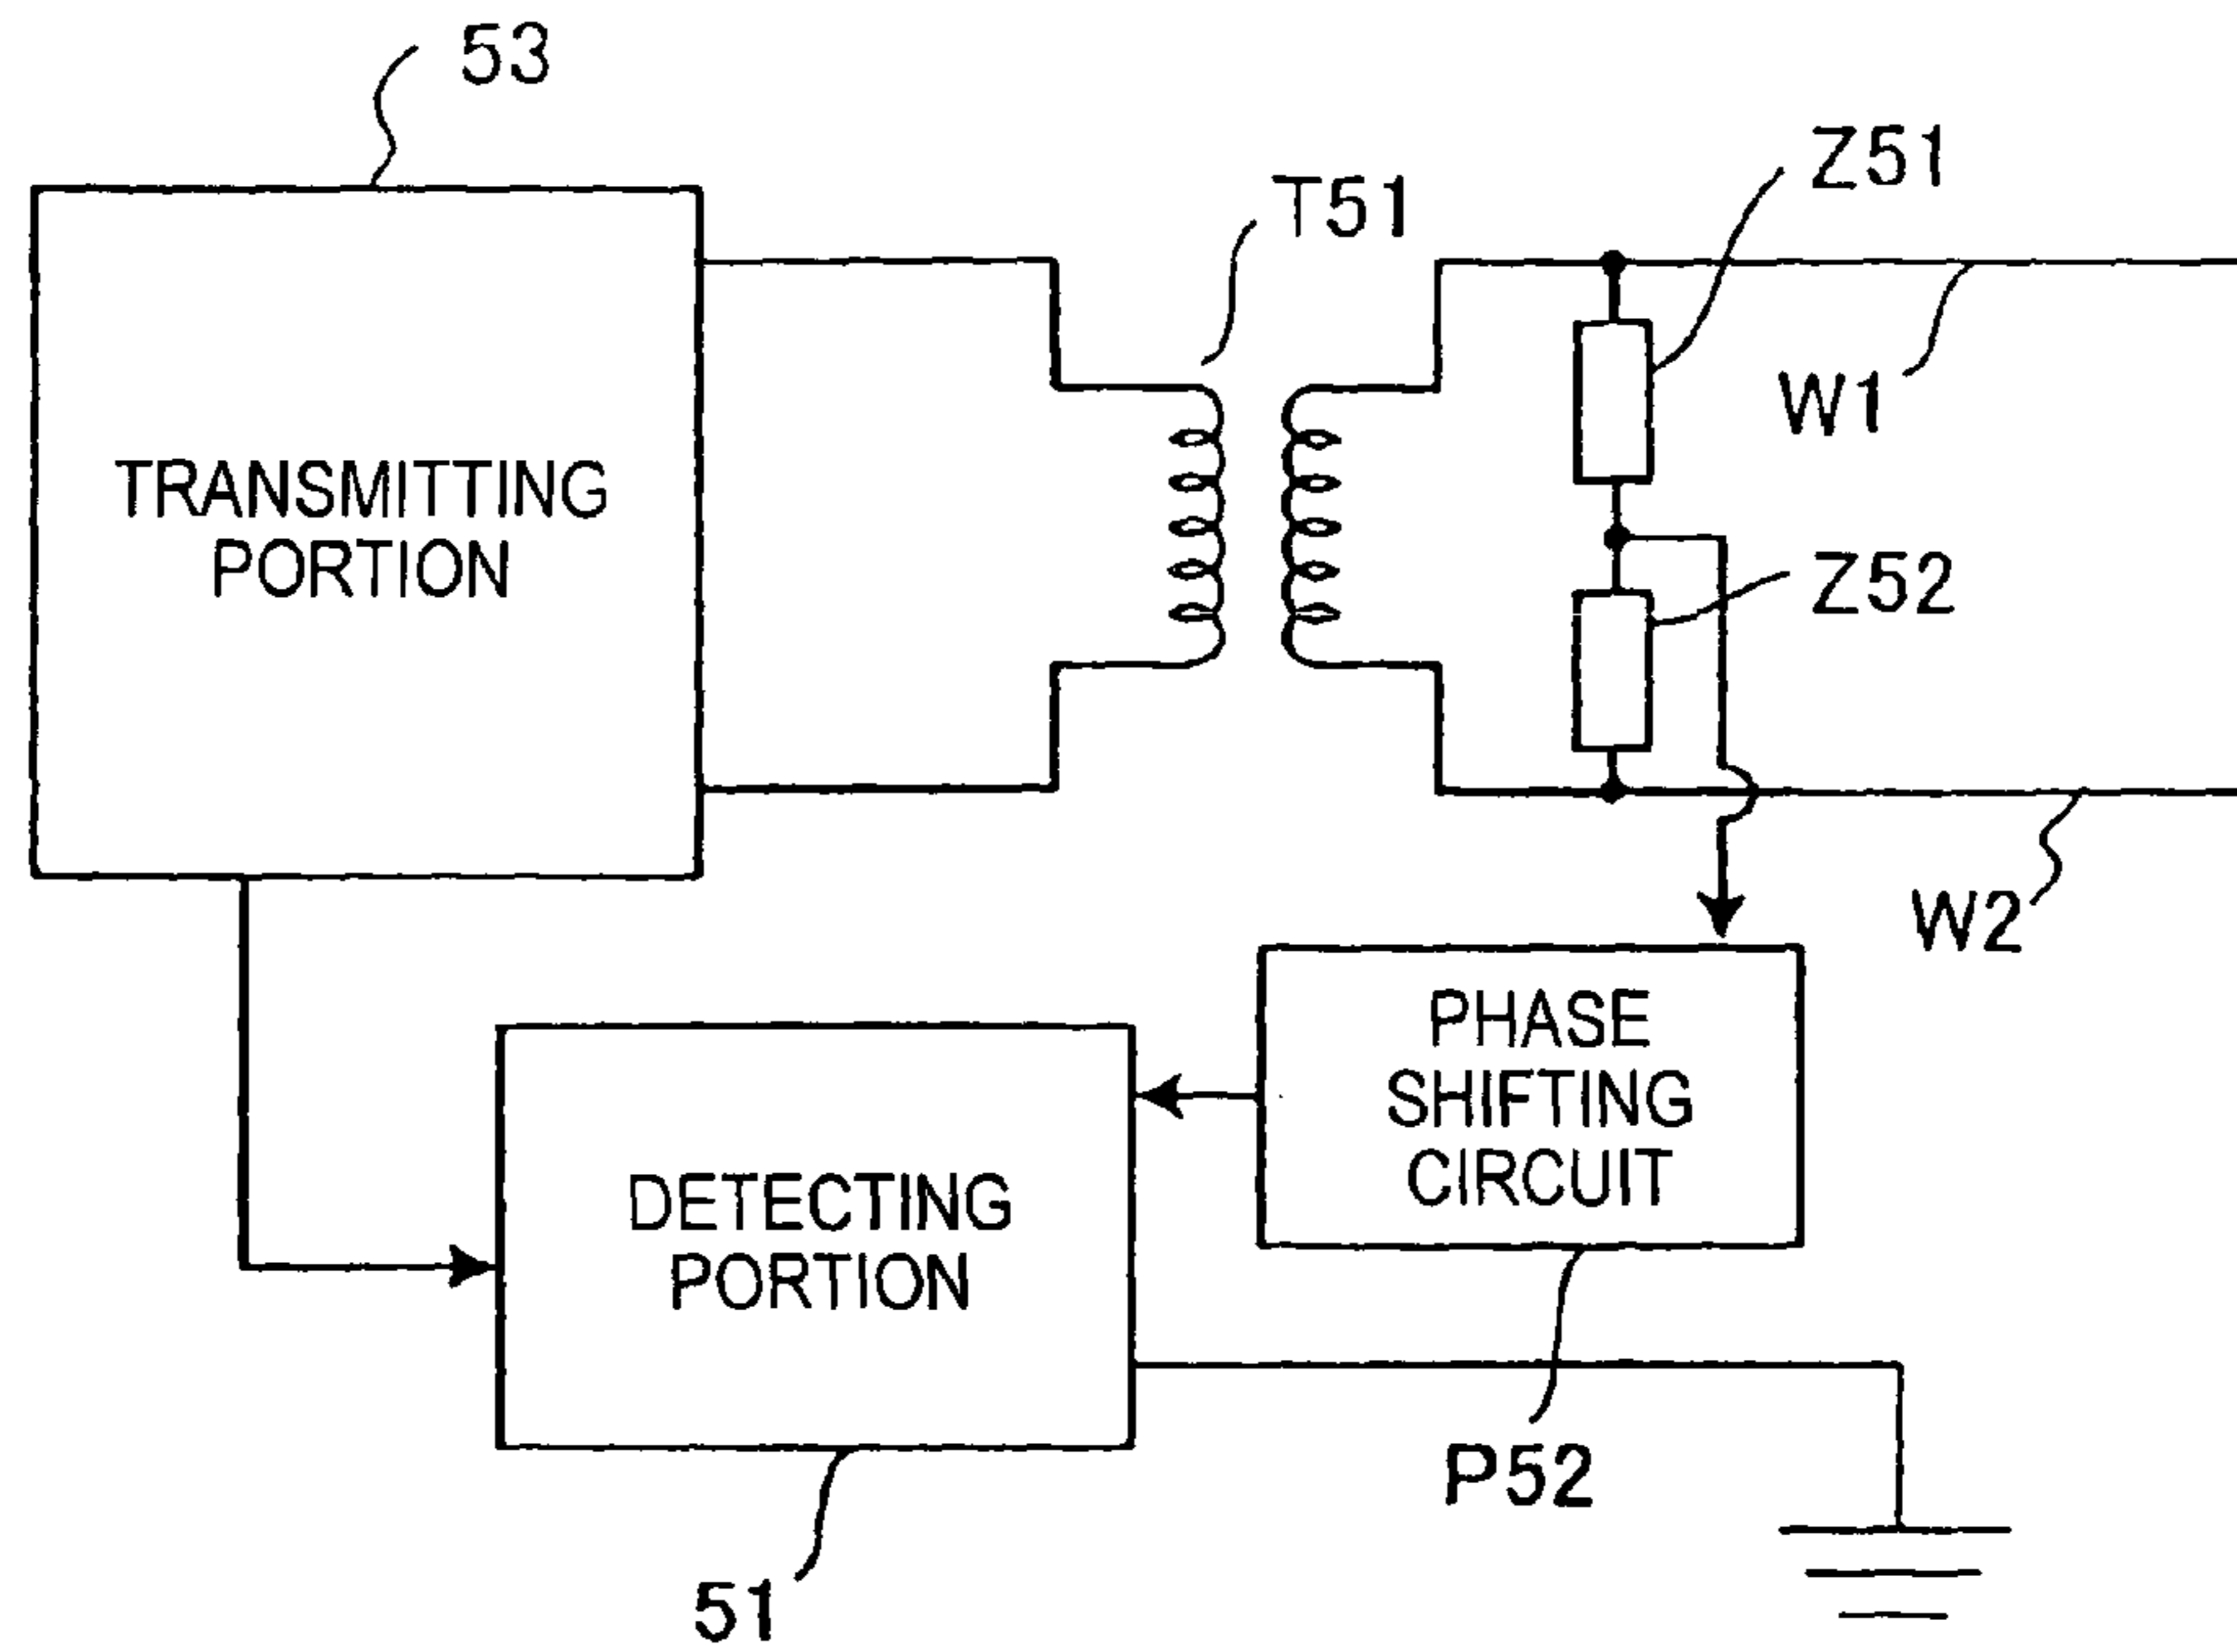 53
T51
Z51
W1
TRANSMITTING
PORTION
Z52
W2
PHASE
SHIFTING
CIRCUIT
DETECTING
PORTION
P52
51